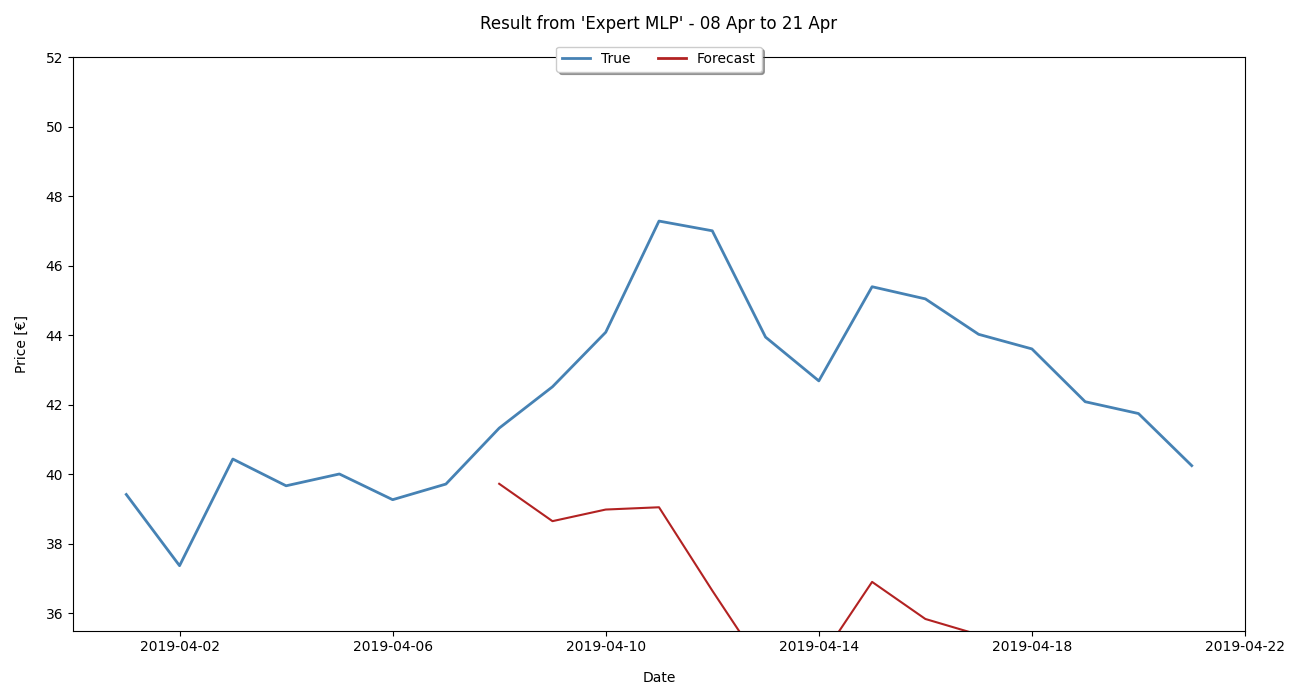 Result from 'Expert MLP' - 08 Apr to 21 Apr
True Forecast
52
50
48
46
44
42
40
38
36
Price [€]
2019-04-02 2019-04-06 2019-04-10 2019-04-14 2019-04-18 2019-04-22
Date